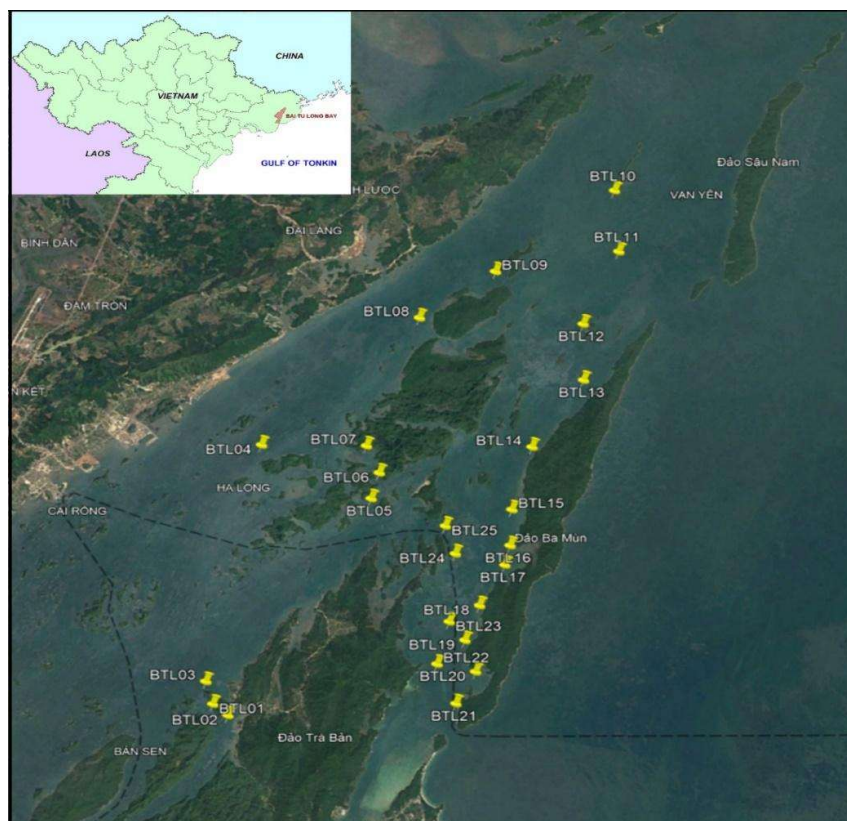 CHINA
VIETNAM
BAI TU LONG BAY
LAOS
GULF OF TONKIN
BTL10
Đảo Sậu Nam
VAN YÊN
H LƯỢC
ĐÀI LANG
BTL11
BÌNH DÂN
BTL09
ĐẦM TRÒN
BTL08
BTL12
N KẾT
BTL13
BTL04
BTL07
BTL14
BTL06
HẠ LONG
BTL05
BTL15
CÁI RỒNG
BTL25
Đảo Ba Mùn
BTL24
BTL16
BTL17
BTL18
BTL23
BTL19
BTL22
BTL03
BTL20
BTL01
BTL02
BTL21
Đảo Trà Bản
BẢN SEN